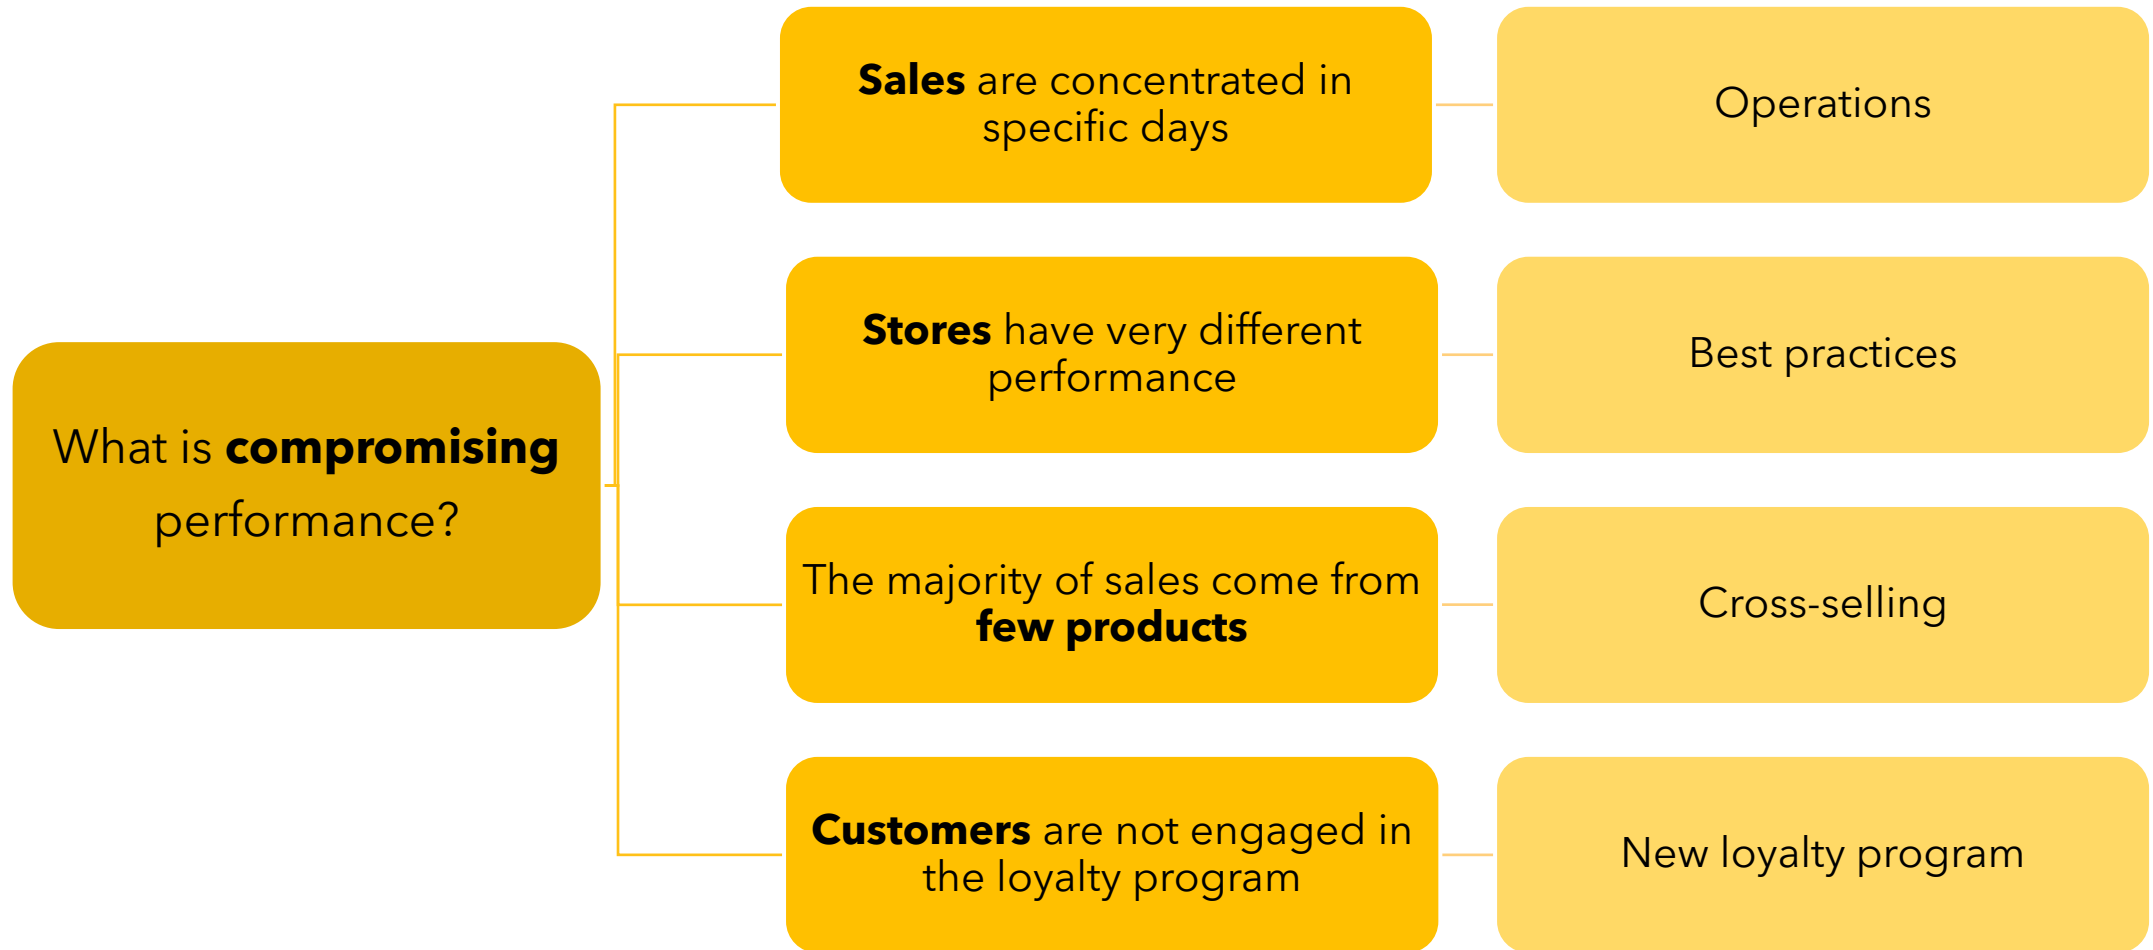 Sales are concentrated in
specific days
Operations
Stores have very different
performance
Best practices
What is compromising
performance?
The majority of sales come from
few products
Cross-selling
Customers are not engaged in
the loyalty program
New loyalty program